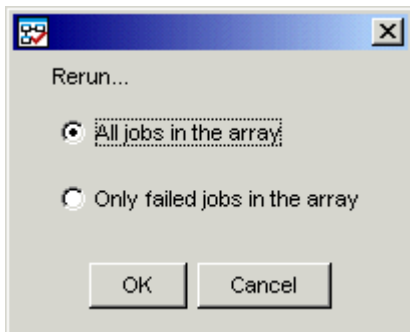 Rerun...
All jobs in the array
Only failed jobs in the array
OK Cancel